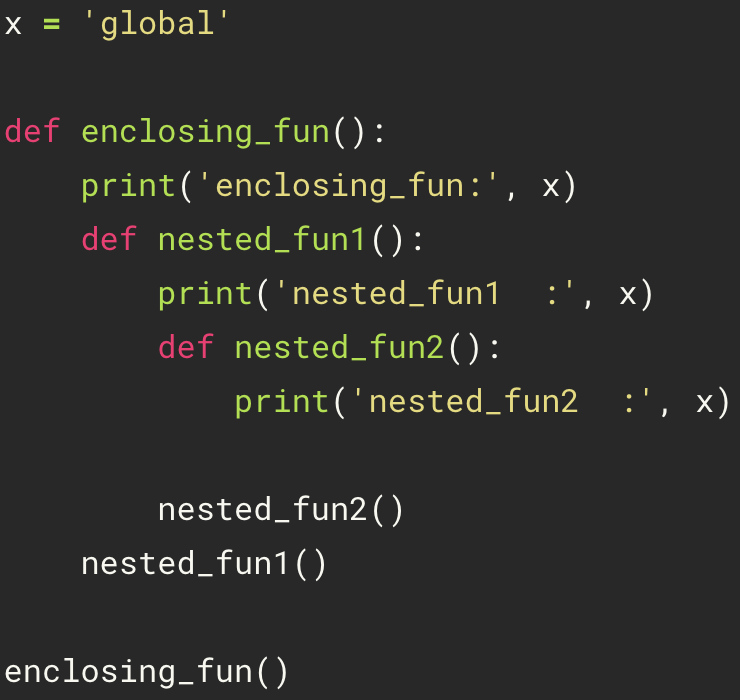 x = 'global'
def enclosing_fun():
    print('enclosing_fun:', x)
    def nested_fun1():
        print('nested_fun1  :', x)
        def nested_fun2():
            print('nested_fun2  :', x)
        nested_fun2()
    nested_fun1()
enclosing_fun()